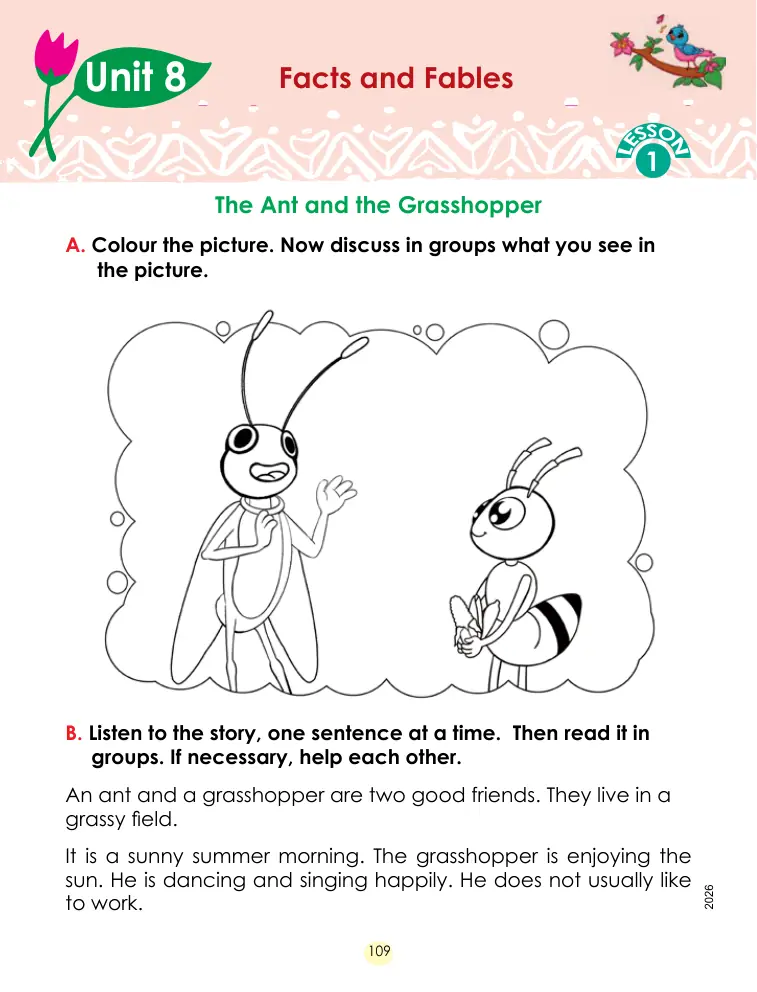 Unit 8
Facts and Fables
LESSON
1
The Ant and the Grasshopper
A. Colour the picture. Now discuss in groups what you see in
the picture.
B. Listen to the story, one sentence at a time. Then read it in
groups. If necessary, help each other.
An ant and a grasshopper are two good friends. They live in a
grassy field.
It is a sunny summer morning. The grasshopper is enjoying the
sun. He is dancing and singing happily. He does not usually like
to work.
2026
109